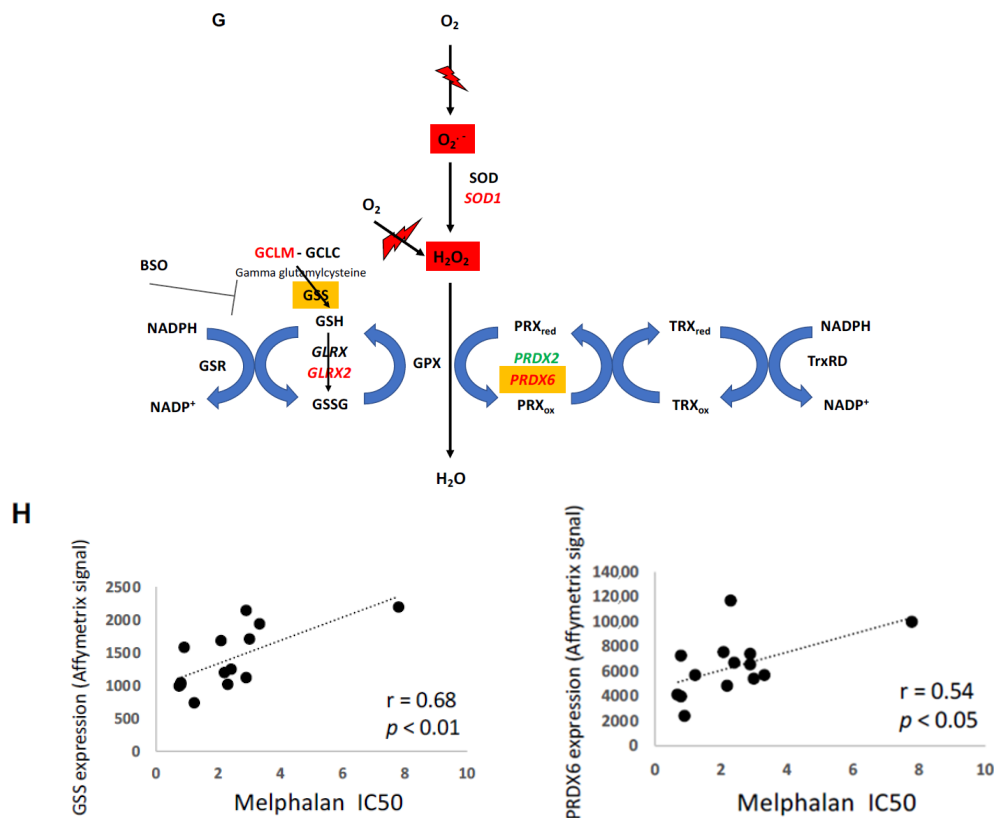 G
O₂
O₂·⁻
SOD
SOD1
O₂
H₂O₂
GCLM - GCLC
Gamma glutamylcysteine
BSO
GSS
GSH
NADPH
GSR
NADP⁺
GLRX
GLRX2
GSSG
GPX
PRXred
PRDX2
PRDX6
PRXox
TRXred
TRXox
NADPH
TrxRD
NADP⁺
H₂O
H
GSS expression (Affymetrix signal)
2500
2000
1500
1000
500
0
0 2 4 6 8 10
r = 0.68
p < 0.01
Melphalan IC50
PRDX6 expression (Affymetrix signal)
140,00
120,00
100,00
8000
6000
4000
2000
0
0 2 4 6 8 10
r = 0.54
p < 0.05
Melphalan IC50